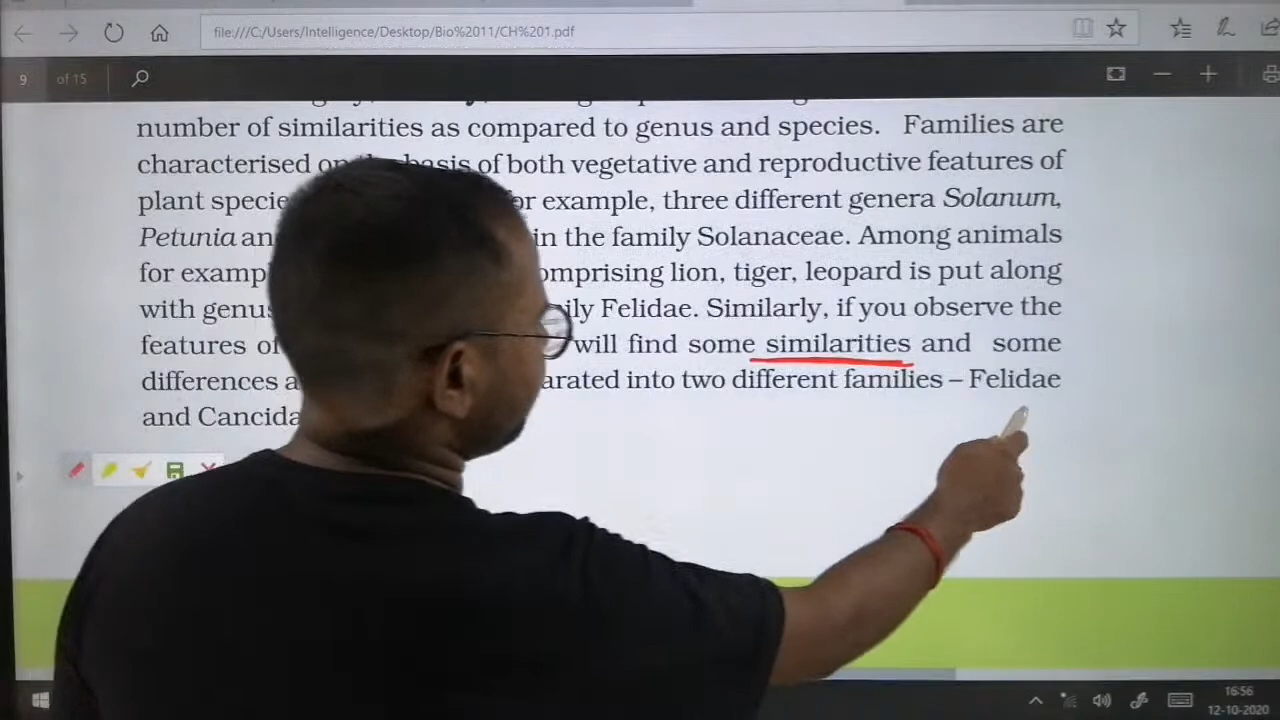 file:///C:/Users/Intelligence/Desktop/Bio%2011/CH%201.pdf
9 of 15
number of similarities as compared to genus and species. Families are
characterised on the basis of both vegetative and reproductive features of
plant specie or example, three different genera Solanum,
Petunia an in the family Solanaceae. Among animals
for examp omprising lion, tiger, leopard is put along
with genus ily Felidae. Similarly, if you observe the
features of will find some similarities and some
differences a arated into two different families – Felidae
and Cancida
16:56
12-10-2020